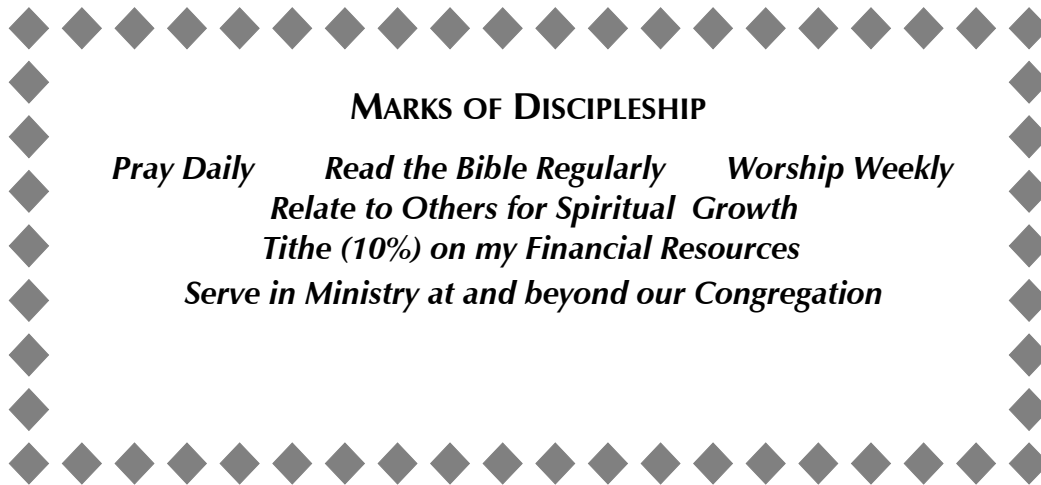 Marks of Discipleship
Pray Daily Read the Bible Regularly Worship Weekly
Relate to Others for Spiritual Growth
Tithe (10%) on my Financial Resources
Serve in Ministry at and beyond our Congregation